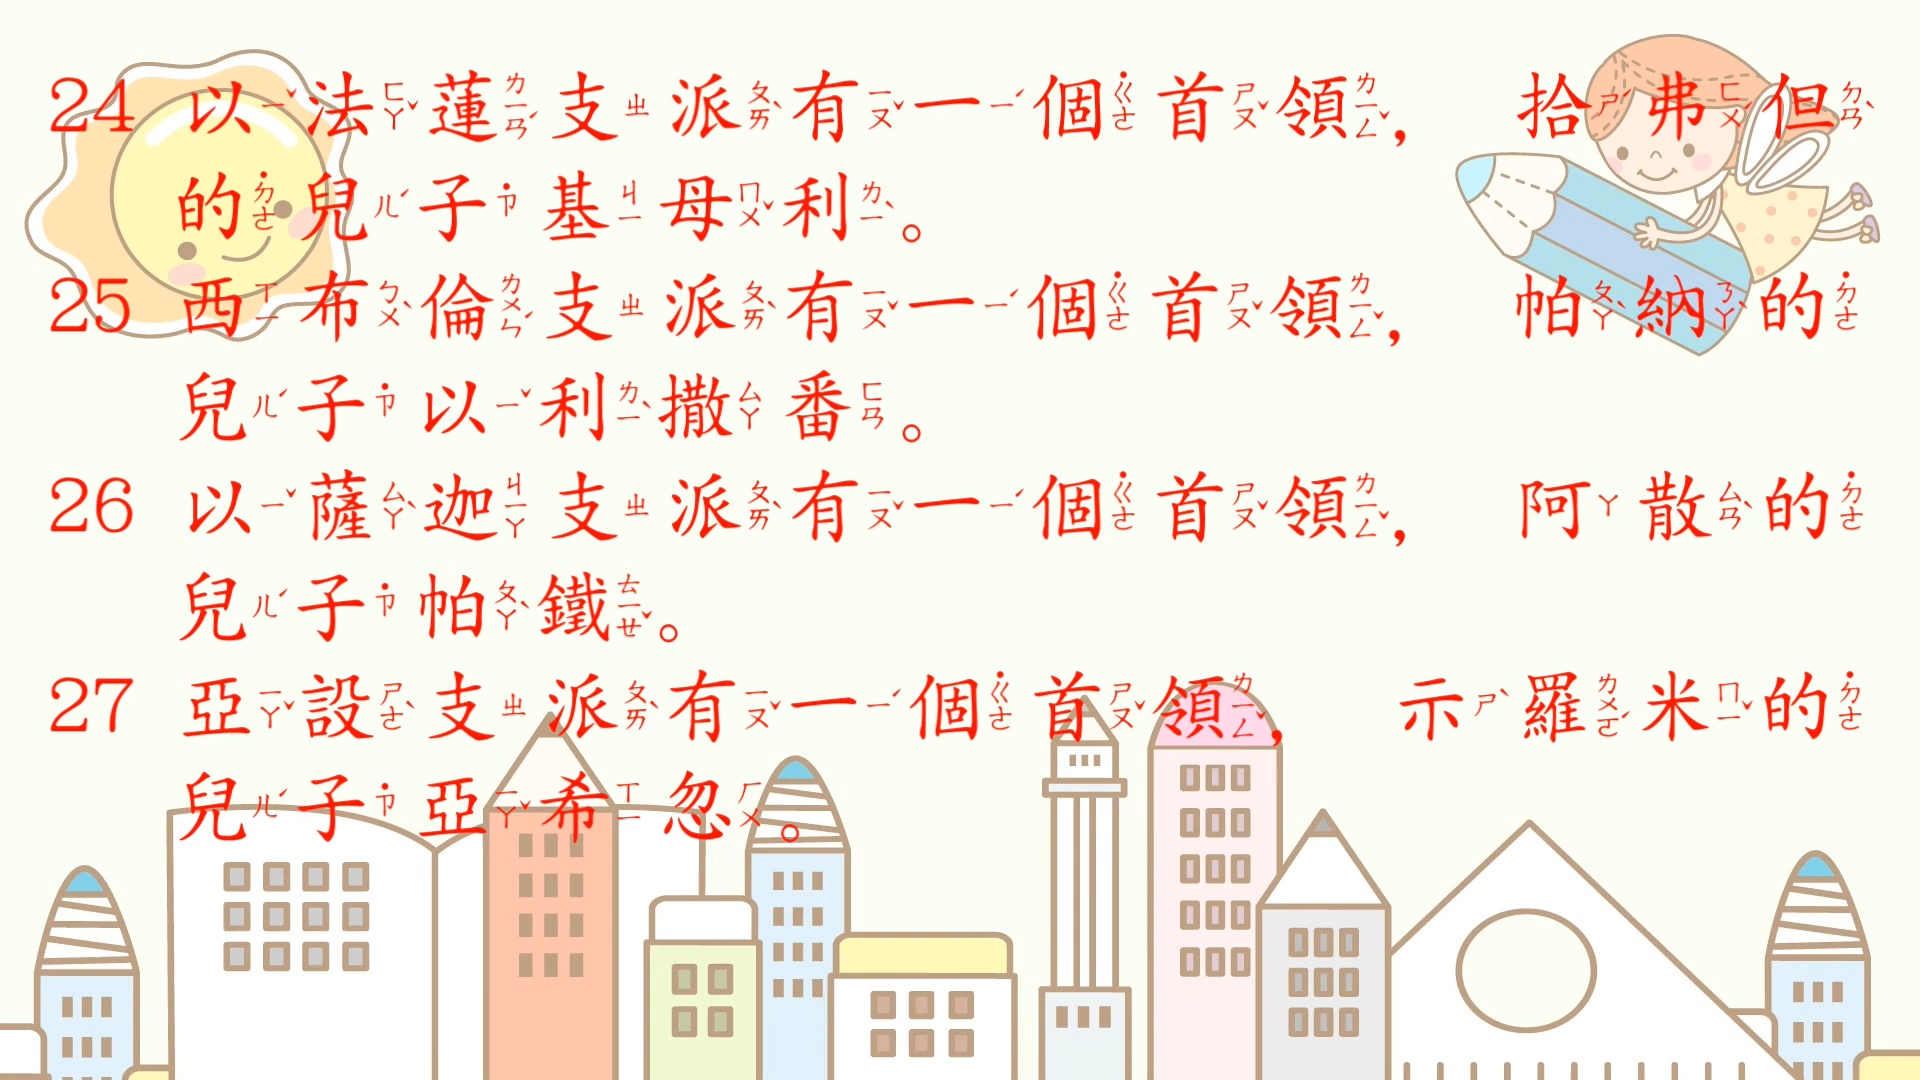 24 以法蓮支派有一個首領，拾弗但
的兒子基母利。
25 西布倫支派有一個首領，帕納的
兒子以利撒番。
26 以薩迦支派有一個首領，阿散的
兒子帕鐵。
27 亞設支派有一個首領，示羅米的
兒子亞希忽。